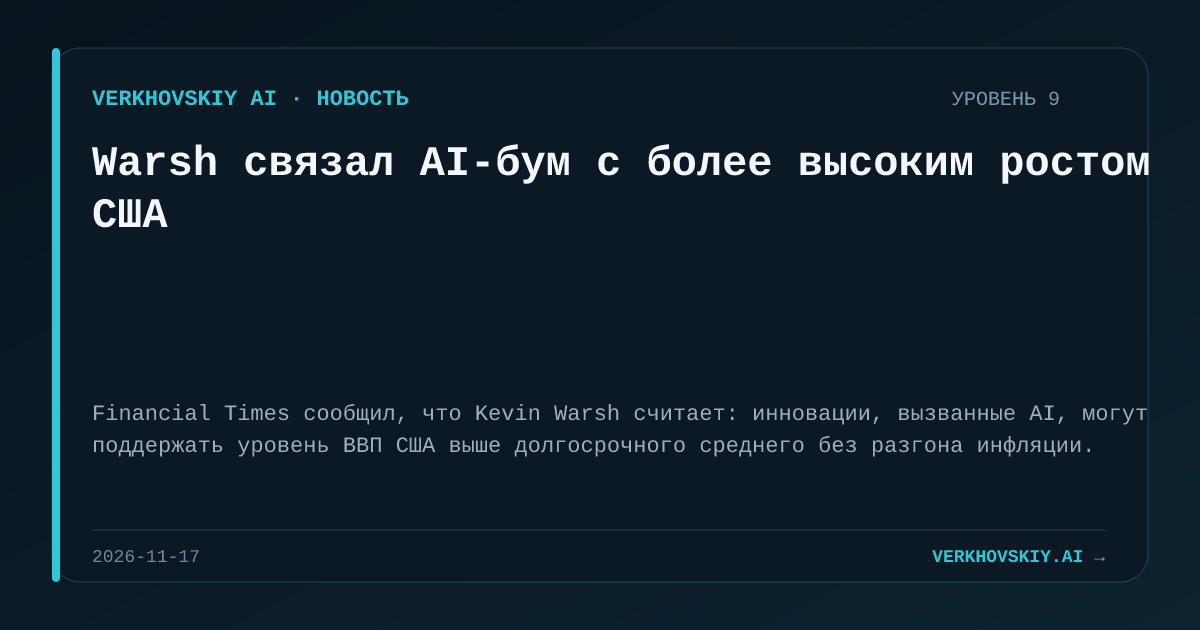 VERKHOVSKIY AI · НОВОСТЬ
УРОВЕНЬ 9
Warsh связал AI-бум с более высоким ростом
США
Financial Times сообщил, что Kevin Warsh считает: инновации, вызванные AI, могут
поддержать уровень ВВП США выше долгосрочного среднего без разгона инфляции.
2026-11-17
VERKHOVSKIY.AI →